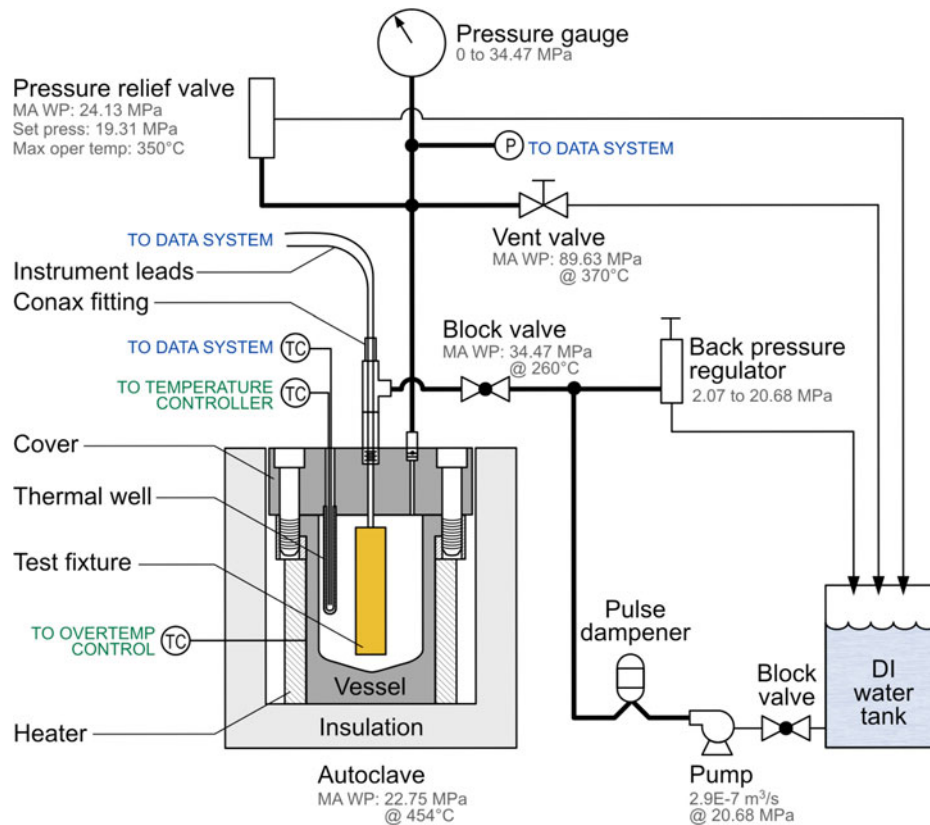 Pressure gauge
0 to 34.47 MPa
Pressure relief valve
MA WP: 24.13 MPa
Set press: 19.31 MPa
Max oper temp: 350°C
P
TO DATA SYSTEM
TO DATA SYSTEM
Instrument leads
Conax fitting
Vent valve
MA WP: 89.63 MPa
@ 370°C
TO DATA SYSTEM
TC
TO TEMPERATURE
CONTROLLER
TC
Block valve
MA WP: 34.47 MPa
@ 260°C
Back pressure
regulator
2.07 to 20.68 MPa
Cover
Thermal well
Test fixture
TO OVERTEMP
CONTROL
TC
Heater
Vessel
Insulation
Autoclave
MA WP: 22.75 MPa
@ 454°C
Pulse
dampener
Block
valve
DI
water
tank
Pump
2.9E-7 m³/s
@ 20.68 MPa